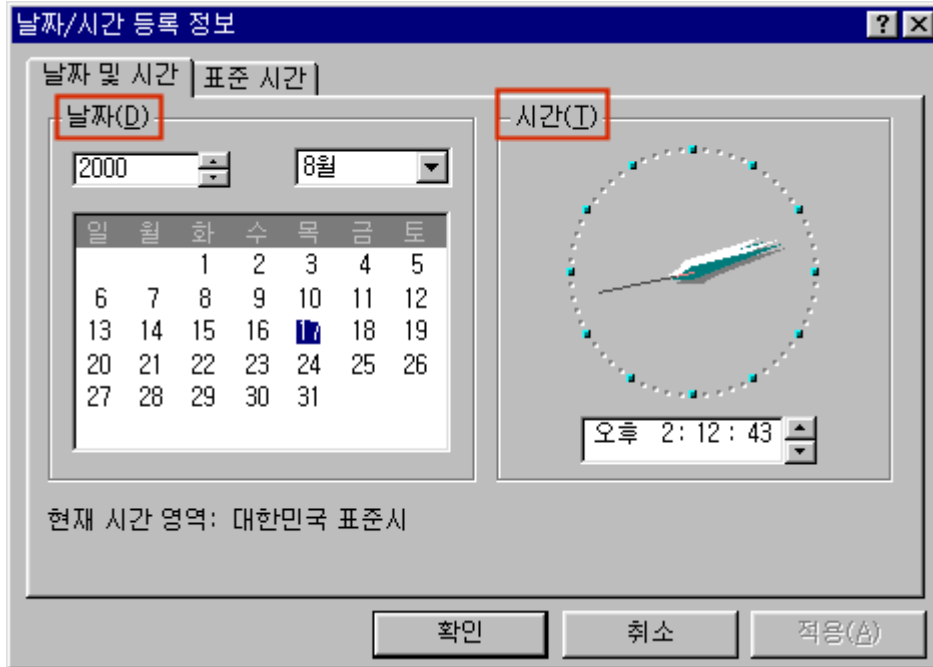 날짜/시간 등록 정보
날짜 및 시간 표준 시간
날짜(D) 시간(T)
2000 8월
일 월 화 수 목 금 토
1 2 3 4 5
6 7 8 9 10 11 12
13 14 15 16 17 18 19
20 21 22 23 24 25 26
27 28 29 30 31
오후 2:12:43
현재 시간 영역: 대한민국 표준시
확인 취소 적용(A)